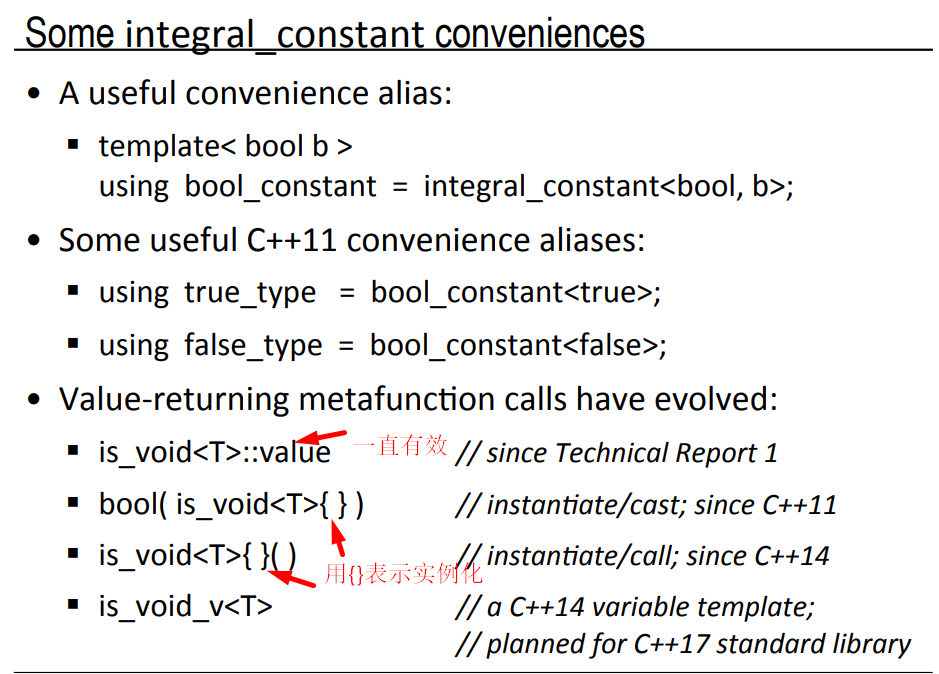 Some integral_constant conveniences
• A useful convenience alias:
▪ template< bool b >
using bool_constant = integral_constant<bool, b>;
• Some useful C++11 convenience aliases:
▪ using true_type = bool_constant<true>;
▪ using false_type = bool_constant<false>;
• Value-returning metafunction calls have evolved:
▪ is_void<T>::value 一直有效 // since Technical Report 1
▪ bool( is_void<T>{ } ) // instantiate/cast; since C++11
▪ is_void<T>{ }( ) // instantiate/call; since C++14
用{}表示实例化
▪ is_void_v<T> // a C++14 variable template;
// planned for C++17 standard library